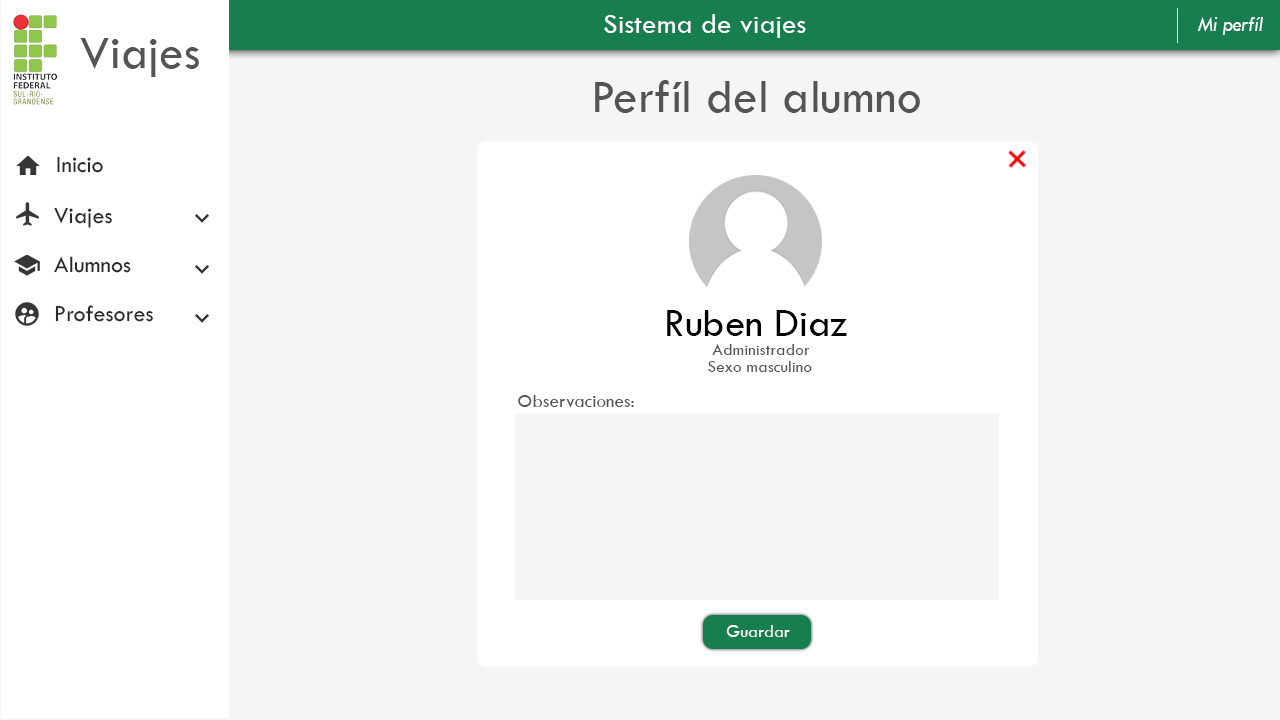 INSTITUTO
FEDERAL
SUL-RIO-
GRANDENSE
Viajes
Inicio
Viajes
Alumnos
Profesores
Sistema de viajes
Mi perfíl
Perfíl del alumno
Ruben Diaz
Administrador
Sexo masculino
Observaciones:
Guardar